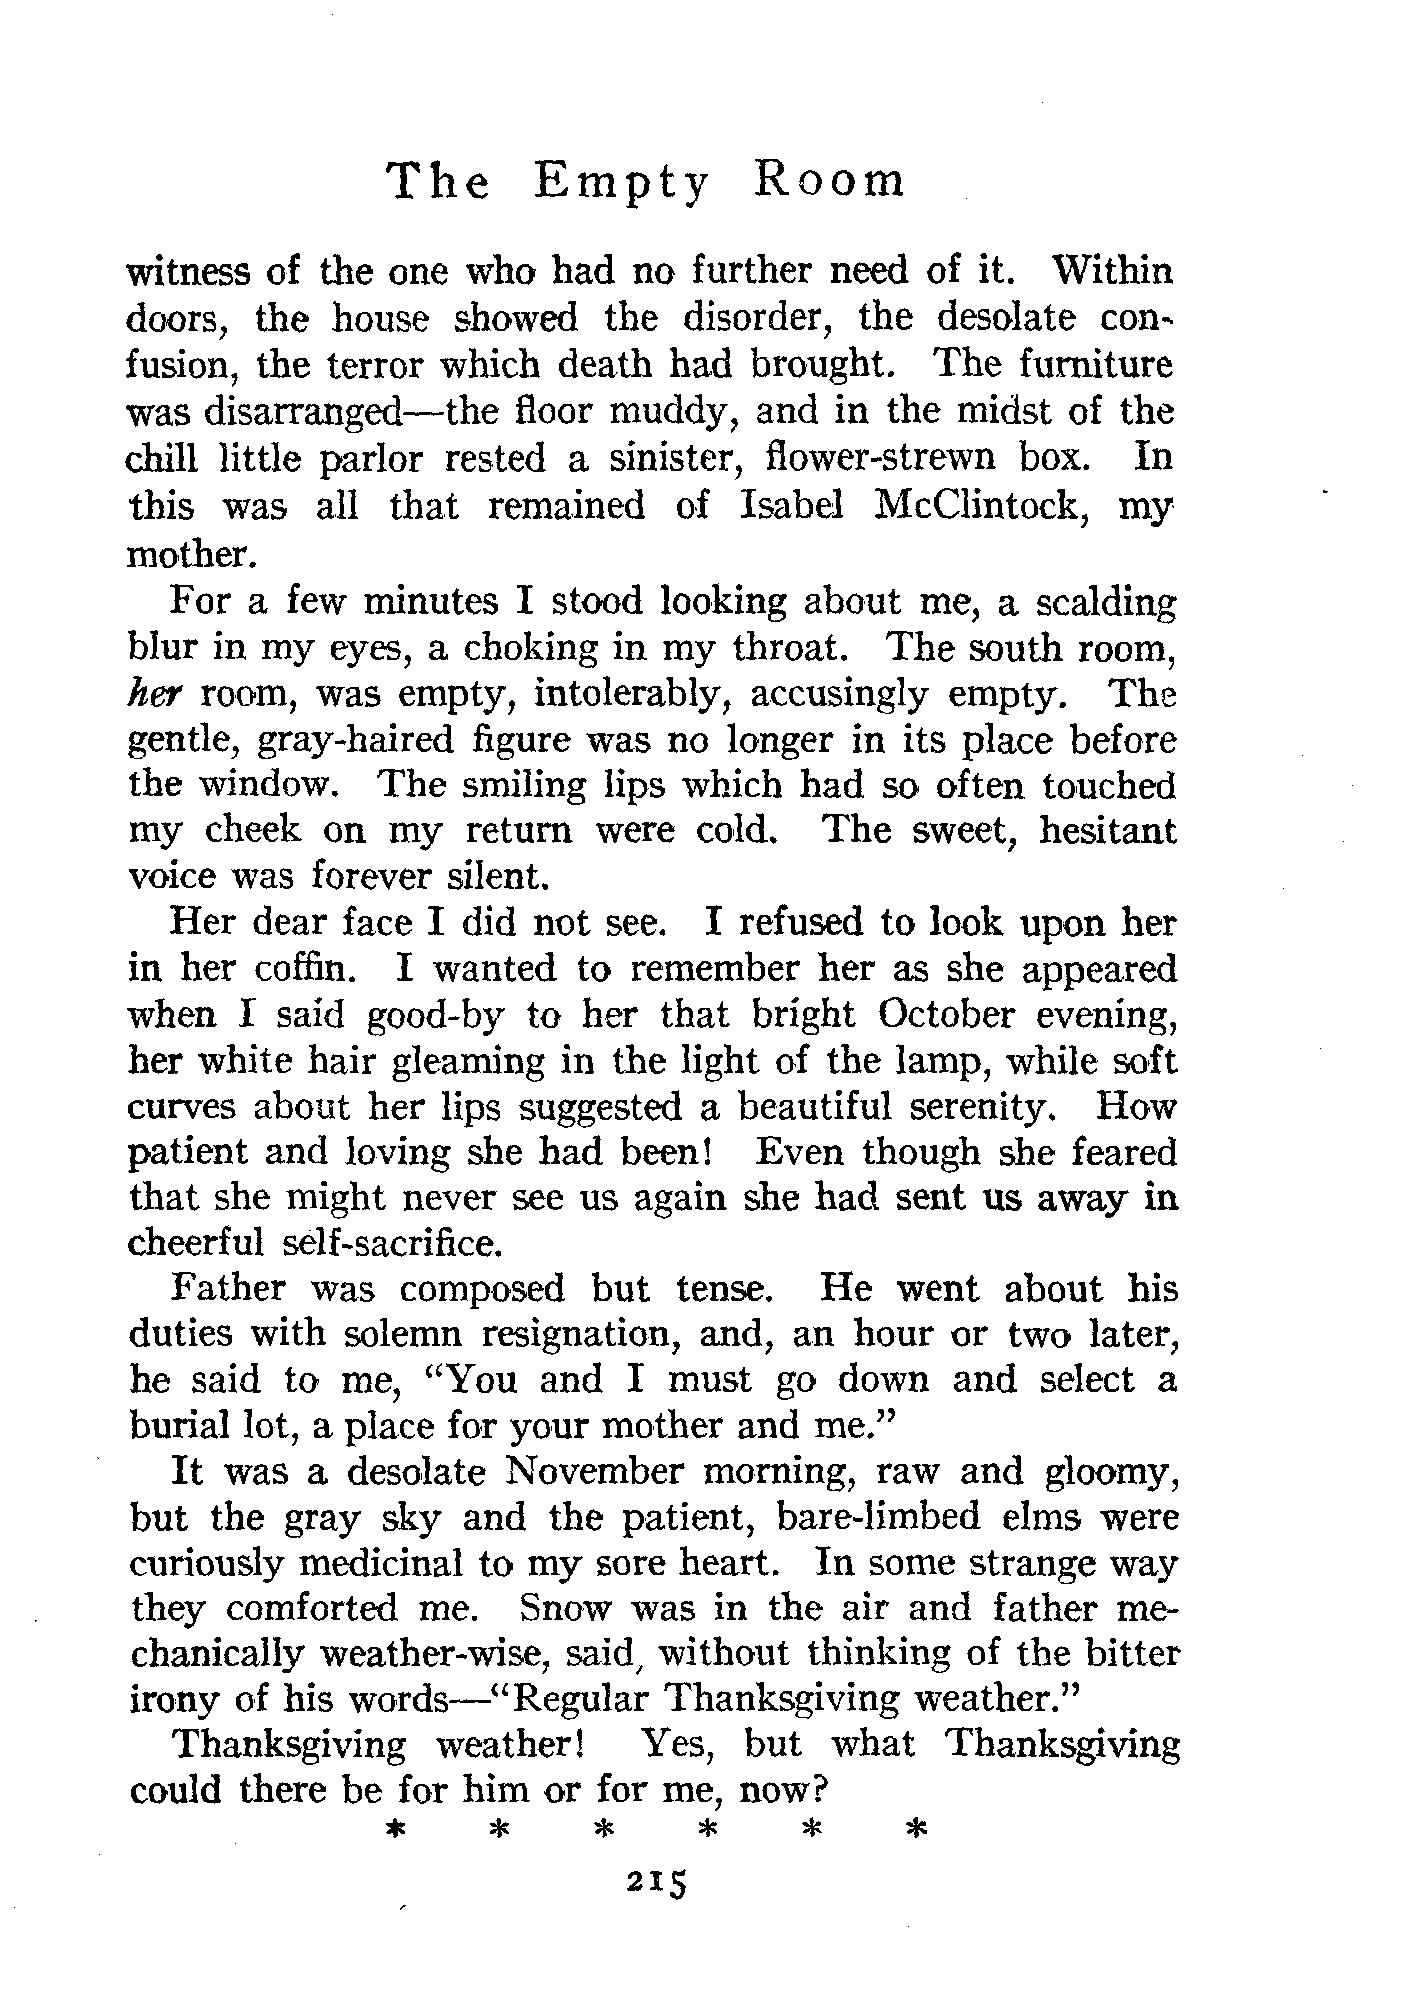 The Empty Room
witness of the one who had no further need of it. Within
doors, the house showed the disorder, the desolate con-
fusion, the terror which death had brought. The furniture
was disarranged—the floor muddy, and in the midst of the
chill little parlor rested a sinister, flower-strewn box. In
this was all that remained of Isabel McClintock, my
mother.
For a few minutes I stood looking about me, a scalding
blur in my eyes, a choking in my throat. The south room,
her room, was empty, intolerably, accusingly empty. The
gentle, gray-haired figure was no longer in its place before
the window. The smiling lips which had so often touched
my cheek on my return were cold. The sweet, hesitant
voice was forever silent.
Her dear face I did not see. I refused to look upon her
in her coffin. I wanted to remember her as she appeared
when I said good-by to her that bright October evening,
her white hair gleaming in the light of the lamp, while soft
curves about her lips suggested a beautiful serenity. How
patient and loving she had been! Even though she feared
that she might never see us again she had sent us away in
cheerful self-sacrifice.
Father was composed but tense. He went about his
duties with solemn resignation, and, an hour or two later,
he said to me, “You and I must go down and select a
burial lot, a place for your mother and me.”
It was a desolate November morning, raw and gloomy,
but the gray sky and the patient, bare-limbed elms were
curiously medicinal to my sore heart. In some strange way
they comforted me. Snow was in the air and father me-
chanically weather-wise, said, without thinking of the bitter
irony of his words—“Regular Thanksgiving weather.”
Thanksgiving weather! Yes, but what Thanksgiving
could there be for him or for me, now?
* * * * * *
215